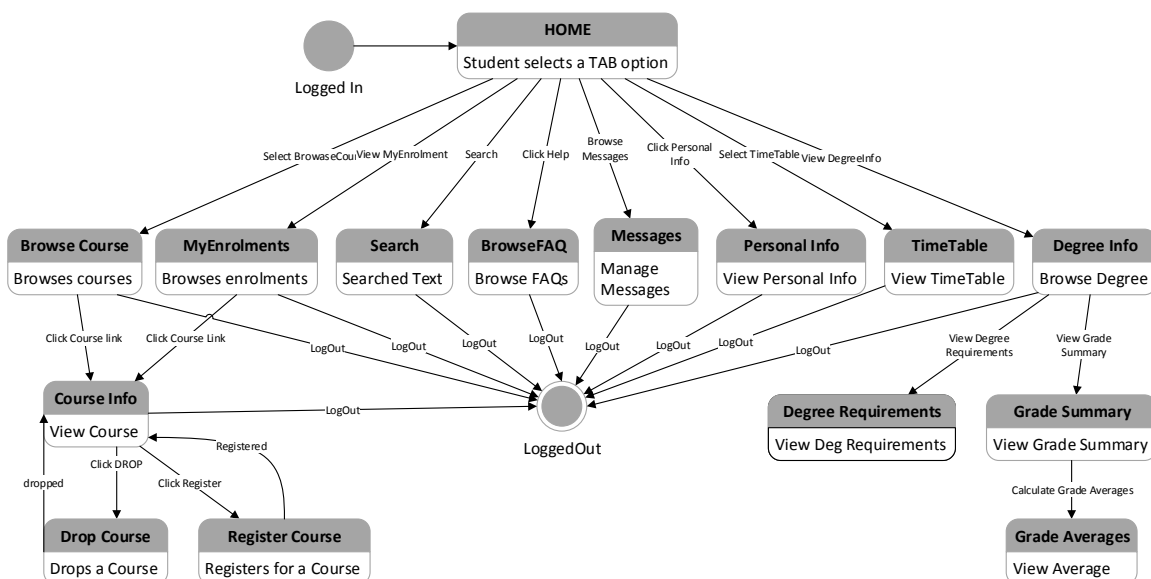 HOME
Student selects a TAB option
Logged In
Browse
Messages
Click Personal
Info
Select BrowaseCou
View MyEnrolment
Search
Click Help
Select TimeTable
View DegreeInfo
Browse Course
Browses courses
MyEnrolments
Browses enrolments
Search
Searched Text
BrowseFAQ
Browse FAQs
Messages
Manage
Messages
Personal Info
View Personal Info
TimeTable
View TimeTable
Degree Info
Browse Degree
Click Course link
Click Course Link
LogOut
LogOut
LogOut
LogOut
LogOut
LogOut
LogOut
LogOut
View Degree
Requirements
View Grade
Summary
Course Info
View Course
LogOut
LoggedOut
Degree Requirements
View Deg Requirements
Grade Summary
View Grade Summary
Registered
Click DROP
dropped
Click Register
Calculate Grade Averages
Drop Course
Drops a Course
Register Course
Registers for a Course
Grade Averages
View Average